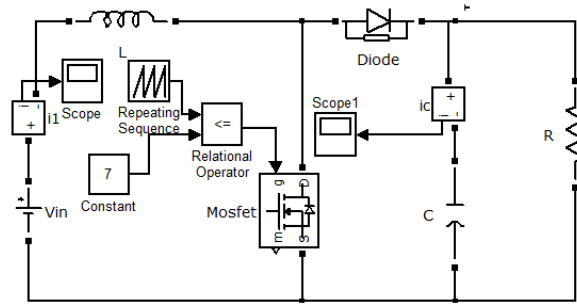 L
Scope
i1
i
-
+
Repeating
Sequence
<=
Relational
Operator
7
Constant
Vin
Mosfet
g
D
m
S
Diode
Scope1
ic
+
i
-
C
R